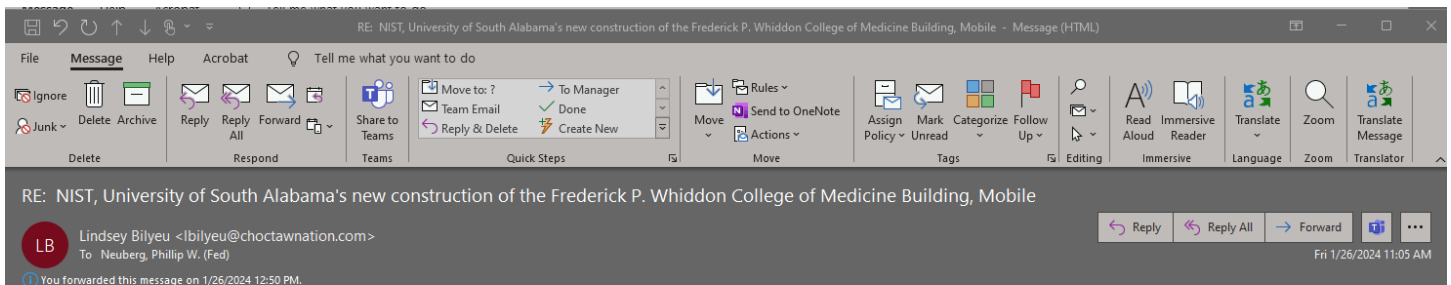 RE: NIST, University of South Alabama's new construction of the Frederick P. Whiddon College of Medicine Building, Mobile - Message (HTML)
File Message Help Acrobat Tell me what you want to do
Ignore
Junk
Delete Archive
Delete
Reply Reply All Forward
Respond
Share to Teams
Teams
Move to: ? To Manager
Team Email Done
Reply & Delete Create New
Quick Steps
Move Rules
Send to OneNote
Actions
Move
Assign Policy Mark Unread Categorize Follow Up
Tags
Editing
Read Aloud Immersive Reader
Immersive
Translate
Language
Zoom
Zoom
Translate Message
Translator
RE: NIST, University of South Alabama's new construction of the Frederick P. Whiddon College of Medicine Building, Mobile
LB
Lindsey Bilyeu <lbilyeu@choctawnation.com>
To Neuberg, Phillip W. (Fed)
Reply Reply All Forward
Fri 1/26/2024 11:05 AM
You forwarded this message on 1/26/2024 12:50 PM.